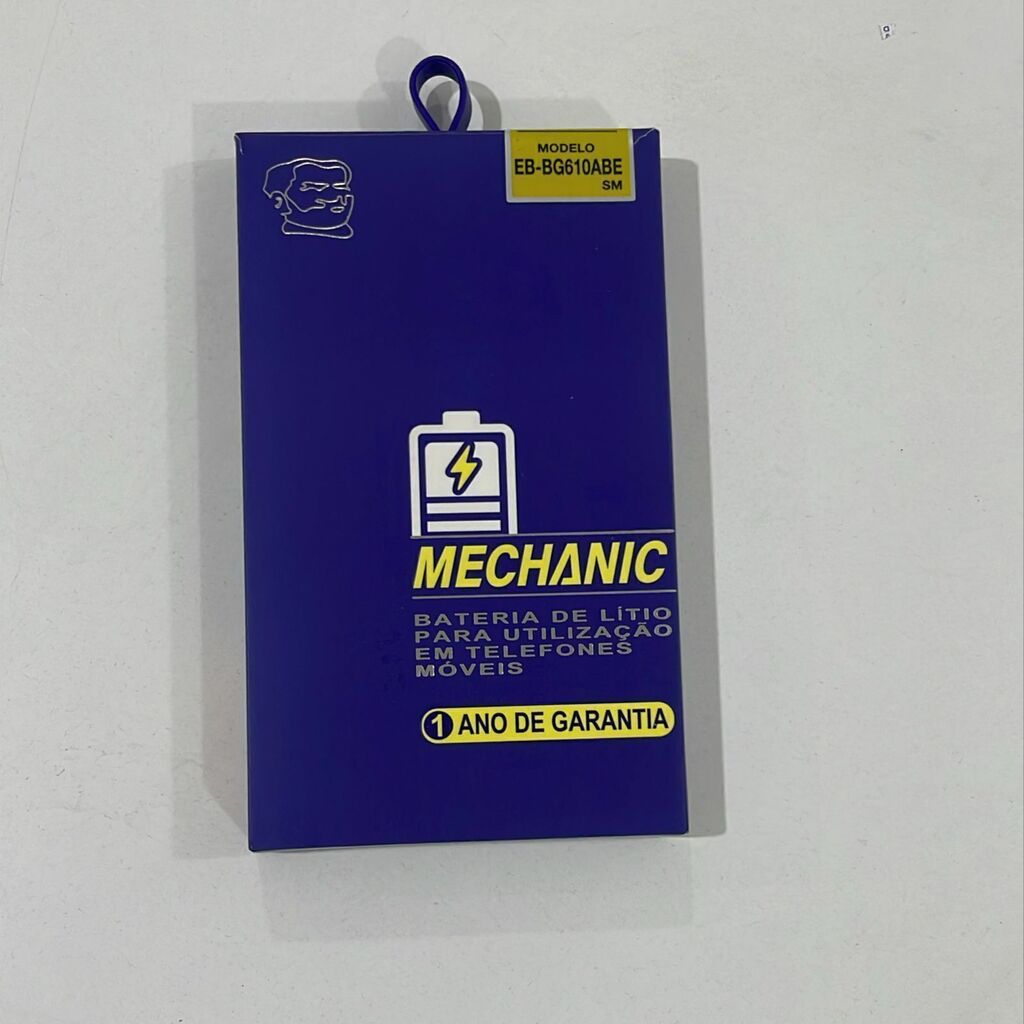 MODELO
EB-BG610ABE
SM
MECHANIC
BATERIA DE LÍTIO
PARA UTILIZAÇÃO
EM TELEFONES
MÓVEIS
1 ANO DE GARANTIA